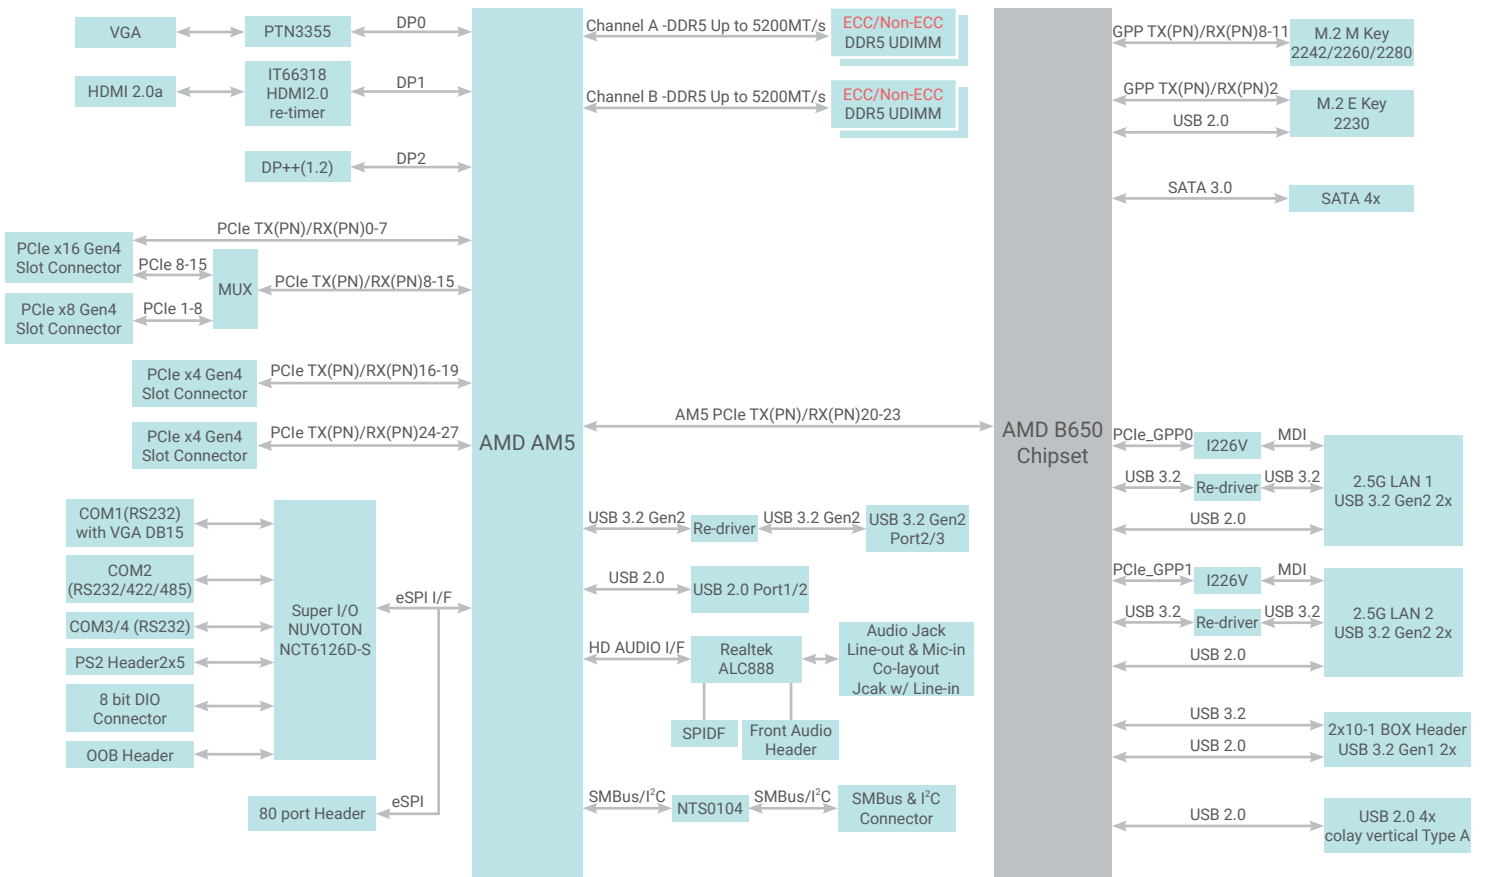 VGA
PTN3355
DP0
HDMI 2.0a
IT66318
HDMI2.0
re-timer
DP1
DP++(1.2)
DP2
PCIe TX(PN)/RX(PN)0-7
PCIe x16 Gen4
Slot Connector
PCIe 8-15
MUX
PCIe TX(PN)/RX(PN)8-15
PCIe x8 Gen4
Slot Connector
PCIe 1-8
PCIe x4 Gen4
Slot Connector
PCIe TX(PN)/RX(PN)16-19
PCIe x4 Gen4
Slot Connector
PCIe TX(PN)/RX(PN)24-27
COM1(RS232)
with VGA DB15
COM2
(RS232/422/485)
COM3/4 (RS232)
PS2 Header2x5
8 bit DIO
Connector
OOB Header
Super I/O
NUVOTON
NCT6126D-S
eSPI I/F
80 port Header
eSPI
AMD AM5
Channel A -DDR5 Up to 5200MT/s
ECC/Non-ECC
DDR5 UDIMM
Channel B -DDR5 Up to 5200MT/s
ECC/Non-ECC
DDR5 UDIMM
AM5 PCIe TX(PN)/RX(PN)20-23
USB 3.2 Gen2
Re-driver
USB 3.2 Gen2
USB 3.2 Gen2
Port2/3
USB 2.0
USB 2.0 Port1/2
HD AUDIO I/F
Realtek
ALC888
Audio Jack
Line-out & Mic-in
Co-layout
Jcak w/ Line-in
SPIDF
Front Audio
Header
SMBus/I²C
NTS0104
SMBus/I²C
SMBus & I²C
Connector
AMD B650
Chipset
GPP TX(PN)/RX(PN)8-11
M.2 M Key
2242/2260/2280
GPP TX(PN)/RX(PN)2
USB 2.0
M.2 E Key
2230
SATA 3.0
SATA 4x
PCIe_GPP0
I226V
MDI
USB 3.2
Re-driver
USB 3.2
USB 2.0
2.5G LAN 1
USB 3.2 Gen2 2x
PCIe_GPP1
I226V
MDI
USB 3.2
Re-driver
USB 3.2
USB 2.0
2.5G LAN 2
USB 3.2 Gen2 2x
USB 3.2
USB 2.0
2x10-1 BOX Header
USB 3.2 Gen1 2x
USB 2.0
USB 2.0 4x
colay vertical Type A